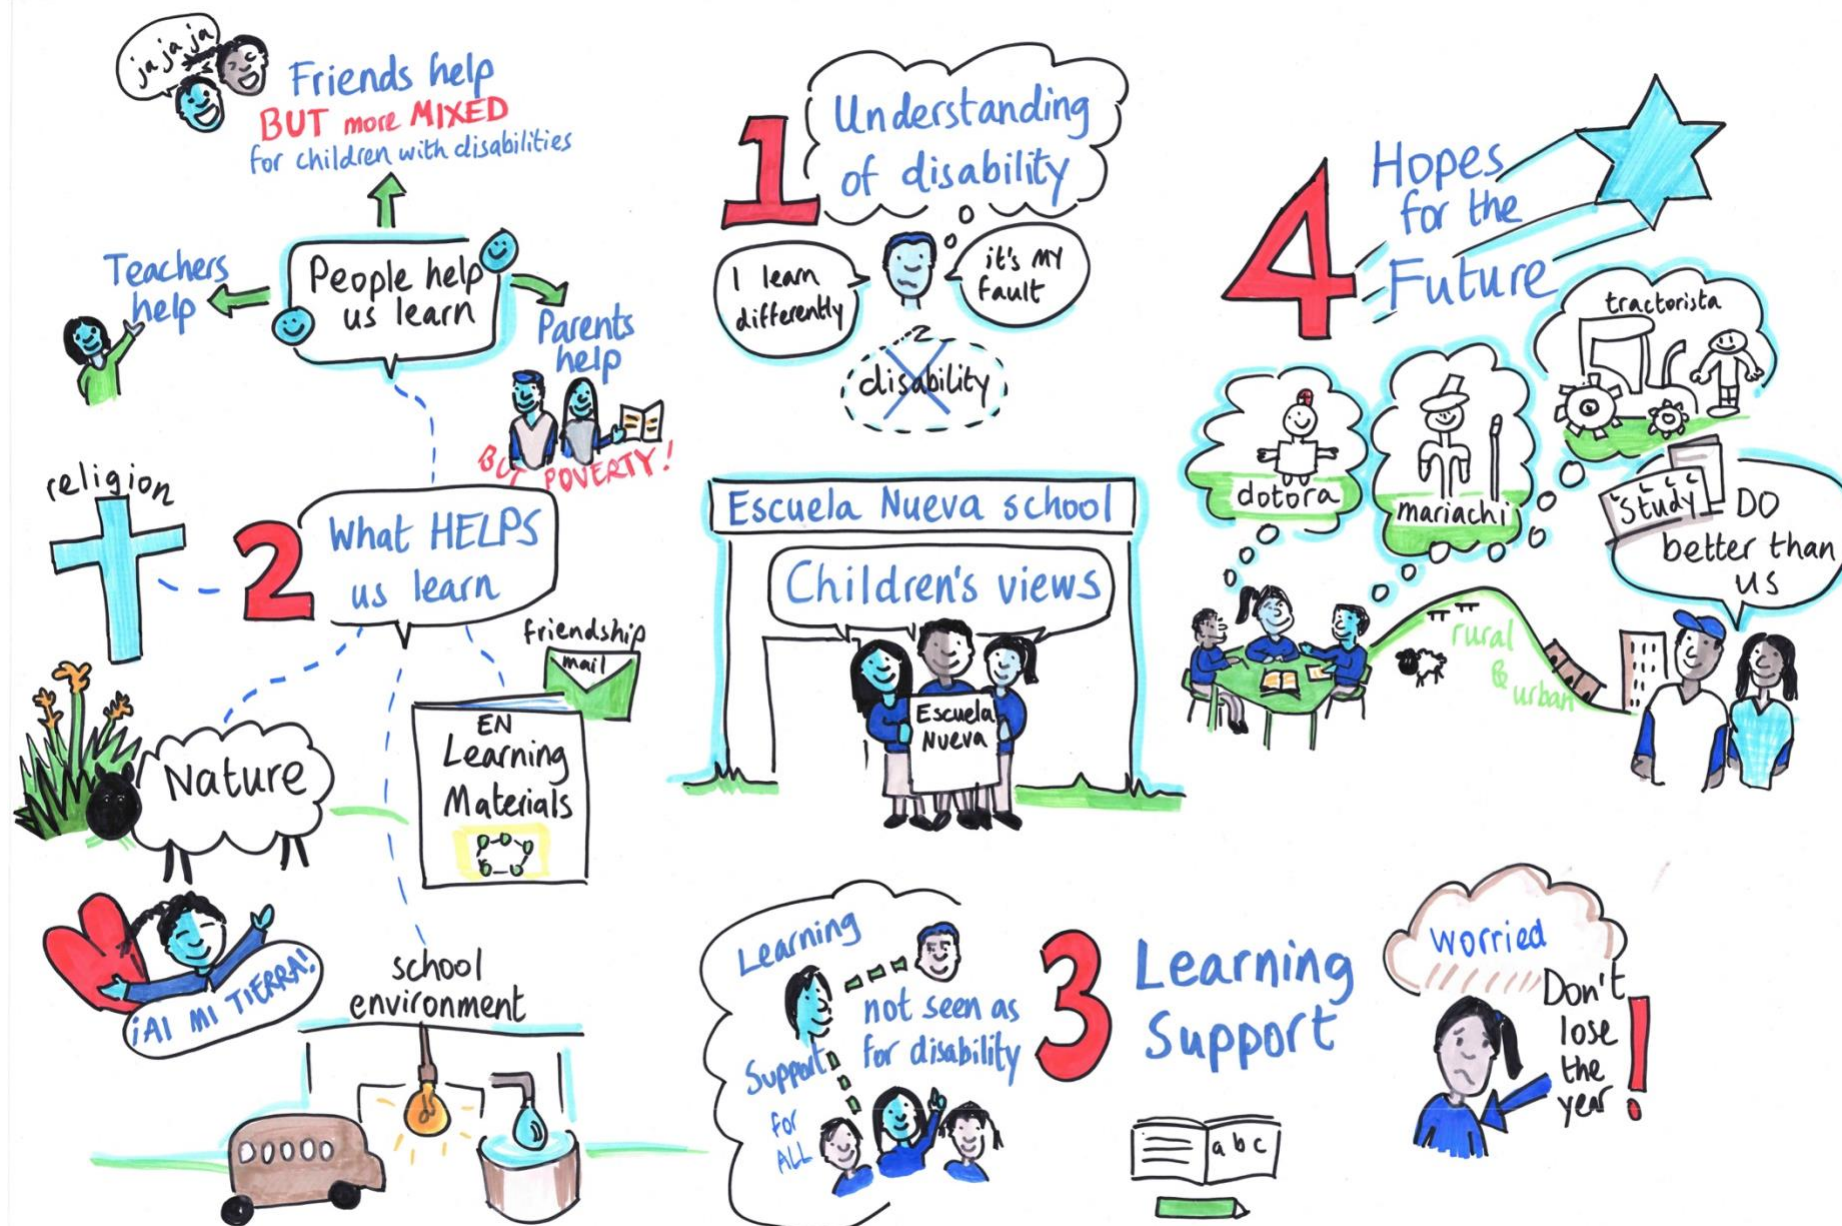 ja ja ja
Friends help
BUT more MIXED
for children with disabilities
People help
us learn
Teachers
help
Parents
help
BUT POVERTY!
1
Understanding
of disability
I learn
differently
it's MY
fault
disability
4
Hopes
for the
Future
tractorista
dotora
mariachi
Study
DO
better than
us
rural
&
urban
religion
2
What HELPS
us learn
friendship
mail
EN
Learning
Materials
Nature
¡AI MI TIERRA!
school
environment
Escuela Nueva school
Children's views
Escuela
Nueva
Learning
Support
for
ALL
not seen as
for disability
3
Learning
Support
abc
worried
Don't
lose
the
year
!